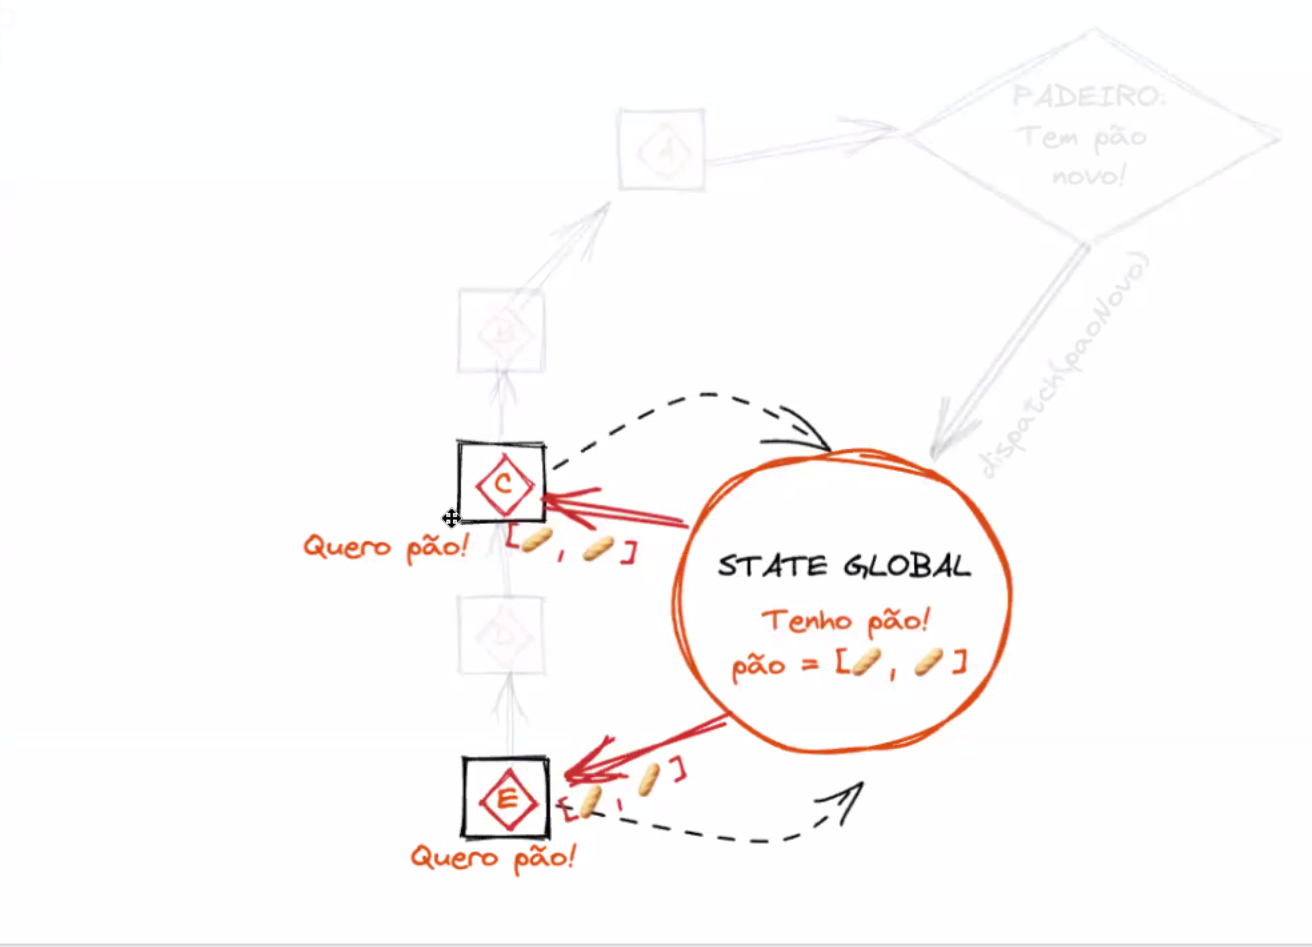 PADEIRO:
Tem pão
novo!
A
dispatch(paoNovo)
B
C
Quero pão!
[🥖, 🥖]
STATE GLOBAL
Tenho pão!
pão = [🥖, 🥖]
D
E
[🥖, 🥖]
Quero pão!